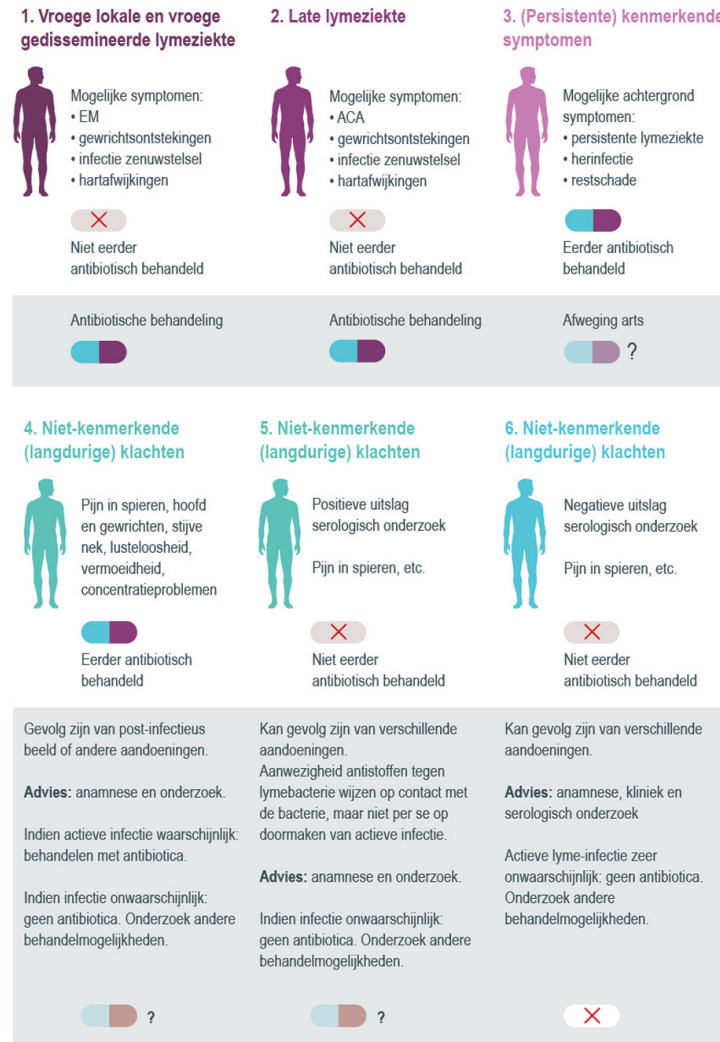 1. Vroege lokale en vroege
gedissemineerde lymeziekte
Mogelijke symptomen:
• EM
• gewrichtsontstekingen
• infectie zenuwstelsel
• hartafwijkingen
Niet eerder
antibiotisch behandeld
Antibiotische behandeling
2. Late lymeziekte
Mogelijke symptomen:
• ACA
• gewrichtsontstekingen
• infectie zenuwstelsel
• hartafwijkingen
Niet eerder
antibiotisch behandeld
Antibiotische behandeling
3. (Persistente) kenmerkende
symptomen
Mogelijke achtergrond
symptomen:
• persistente lymeziekte
• herinfectie
• restschade
Eerder antibiotisch
behandeld
Afweging arts
?
4. Niet-kenmerkende
(langdurige) klachten
Pijn in spieren, hoofd
en gewrichten, stijve
nek, lusteloosheid,
vermoeidheid,
concentratieproblemen
Eerder antibiotisch
behandeld
Gevolg zijn van post-infectieus
beeld of andere aandoeningen.
Advies: anamnese en onderzoek.
Indien actieve infectie waarschijnlijk:
behandelen met antibiotica.
Indien infectie onwaarschijnlijk:
geen antibiotica. Onderzoek andere
behandelmogelijkheden.
?
5. Niet-kenmerkende
(langdurige) klachten
Positieve uitslag
serologisch onderzoek
Pijn in spieren, etc.
Niet eerder
antibiotisch behandeld
Kan gevolg zijn van verschillende
aandoeningen.
Aanwezigheid antistoffen tegen
lymebacterie wijzen op contact met
de bacterie, maar niet per se op
doormaken van actieve infectie.
Advies: anamnese en onderzoek.
Indien infectie onwaarschijnlijk:
geen antibiotica. Onderzoek andere
behandelmogelijkheden.
?
6. Niet-kenmerkende
(langdurige) klachten
Negatieve uitslag
serologisch onderzoek
Pijn in spieren, etc.
Niet eerder
antibiotisch behandeld
Kan gevolg zijn van verschillende
aandoeningen.
Advies: anamnese, kliniek en
serologisch onderzoek
Actieve lyme-infectie zeer
onwaarschijnlijk: geen antibiotica.
Onderzoek andere
behandelmogelijkheden.